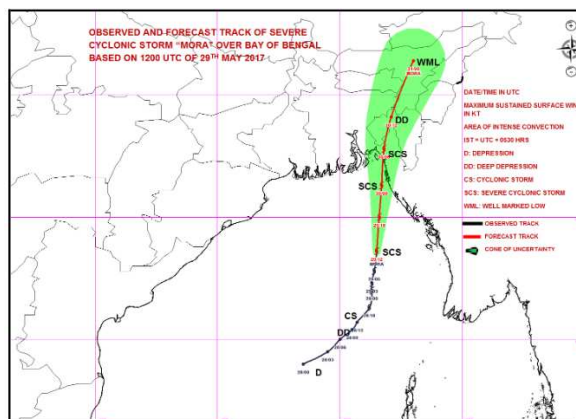 OBSERVED AND FORECAST TRACK OF SEVERE
CYCLONIC STORM "MORA" OVER BAY OF BENGAL
BASED ON 1200 UTC OF 29TH MAY 2017
WML
DD
SCS
SCS
SCS
CS
DD
D
DATE/TIME IN UTC
MAXIMUM SUSTAINED SURFACE WIN
IN KT
AREA OF INTENSE CONVECTION
IST = UTC + 0530 HRS
D: DEPRESSION
DD: DEEP DEPRESSION
CS: CYCLONIC STORM
SCS: SEVERE CYCLONIC STORM
WML: WELL MARKED LOW
OBSERVED TRACK
FORECAST TRACK
CONE OF UNCERTAINTY